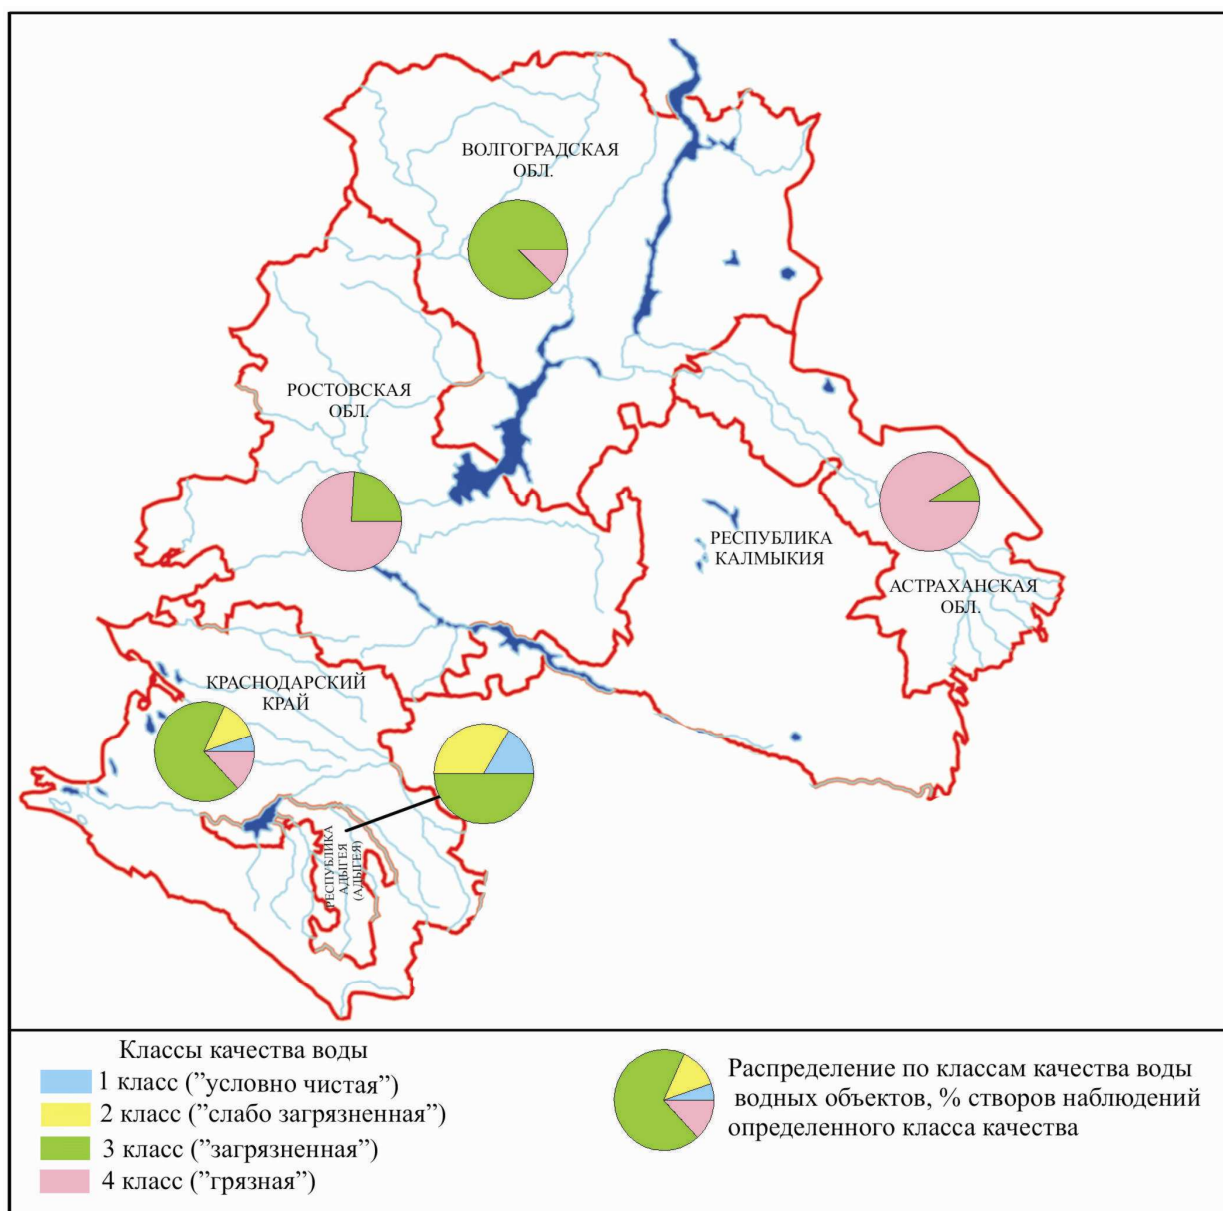 ВОЛГОГРАДСКАЯ
ОБЛ.
РОСТОВСКАЯ
ОБЛ.
РЕСПУБЛИКА
КАЛМЫКИЯ
АСТРАХАНСКАЯ
ОБЛ.
КРАСНОДАРСКИЙ
КРАЙ
РЕСПУБЛИКА
АДЫГЕЯ
(АДЫГЕЯ)
Классы качества воды
1 класс ("условно чистая")
2 класс ("слабо загрязненная")
3 класс ("загрязненная")
4 класс ("грязная")
Распределение по классам качества воды
водных объектов, % створов наблюдений
определенного класса качества